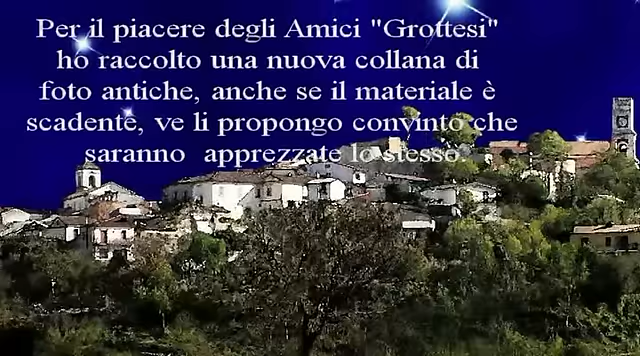 Per il piacere degli Amici "Grottesi"
ho raccolto una nuova collana di
foto antiche, anche se il materiale è
scadente, ve li propongo convinto che
saranno apprezzate lo stesso.